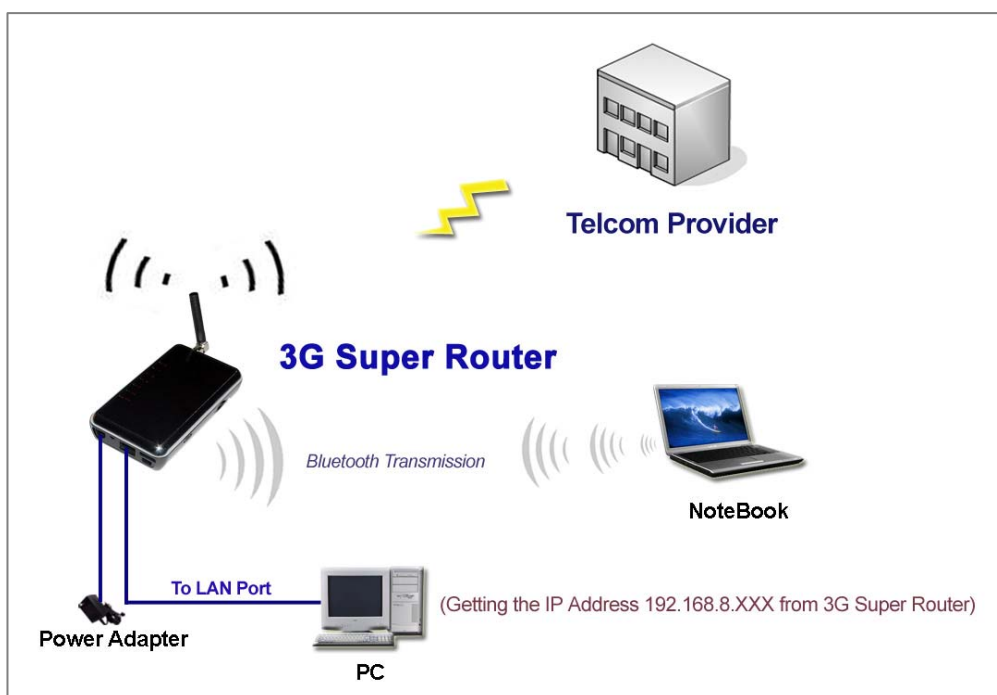 Telcom Provider
3G Super Router
Bluetooth Transmission
NoteBook
To LAN Port
(Getting the IP Address 192.168.8.XXX from 3G Super Router)
Power Adapter
PC